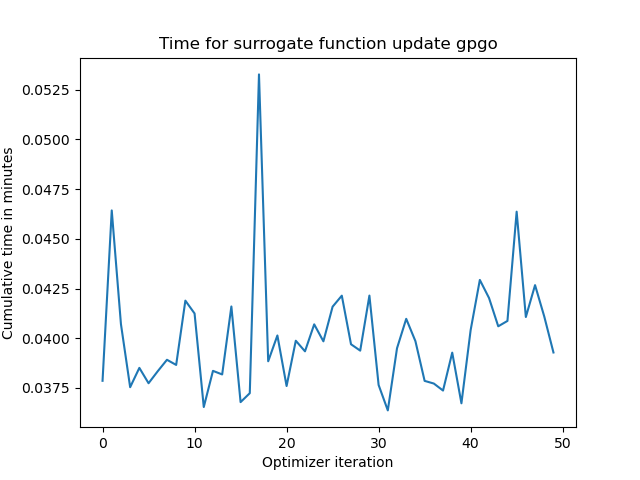 Time for surrogate function update gpgo
Cumulative time in minutes
0.0525
0.0500
0.0475
0.0450
0.0425
0.0400
0.0375
0 10 20 30 40 50
Optimizer iteration